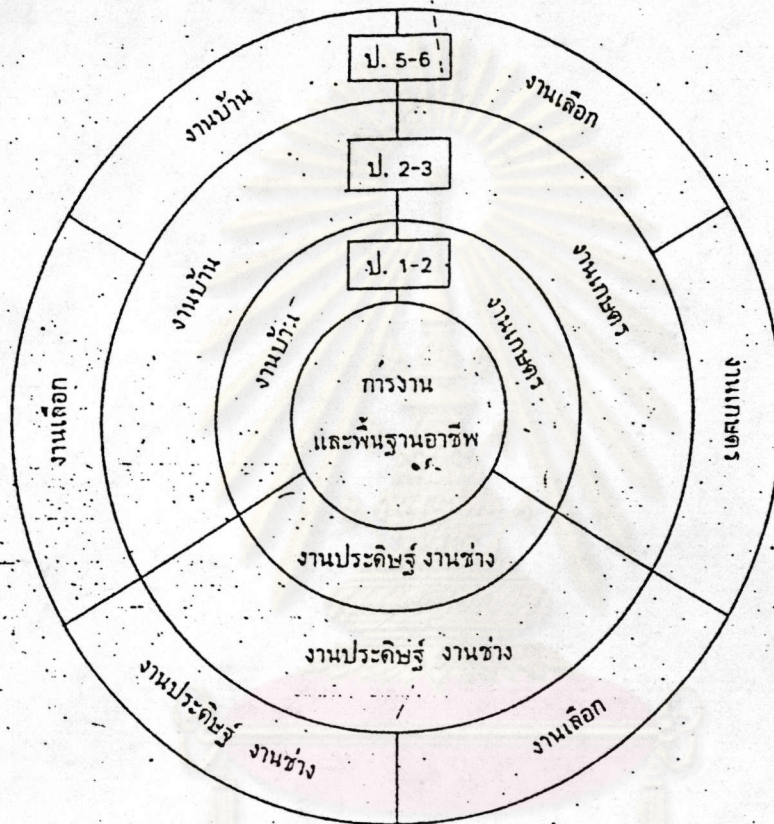 ป. 5-6
งานบ้าน
งานเลือก
ป. 2-3
งานบ้าน
งานเกษตร
ป. 1-2
งานบ้าน
งานเกษตร
การงาน
และพื้นฐานอาชีพ
งานเลือก
งานเกษตร
งานประดิษฐ์ งานช่าง
งานประดิษฐ์ งานช่าง
งานประดิษฐ์ งานช่าง
งานเลือก